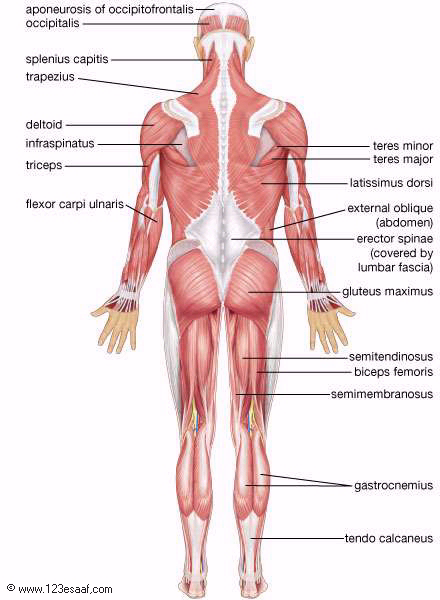 aponeurosis of occipitofrontalis
occipitalis
splenius capitis
trapezius
deltoid
infraspinatus
triceps
flexor carpi ulnaris
teres minor
teres major
latissimus dorsi
external oblique
(abdomen)
erector spinae
(covered by
lumbar fascia)
gluteus maximus
semitendinosus
biceps femoris
semimembranosus
gastrocnemius
tendo calcaneus
© www.123esaaf.com